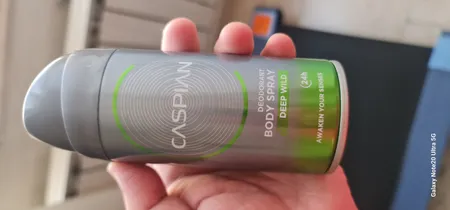 CASPIAN
DEODORANT
BODY SPRAY
DEEP WILD
24h
AWAKEN YOUR SENSES
Galaxy Note20 Ultra 5G